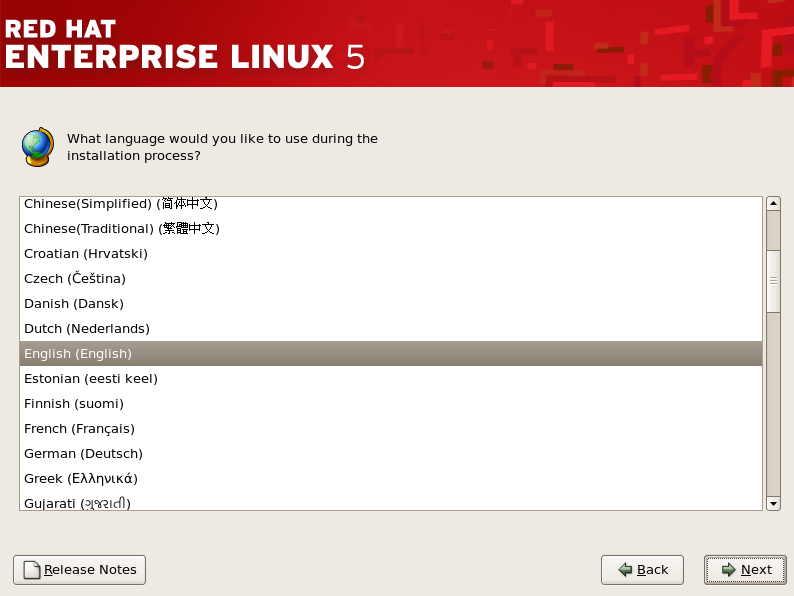 RED HAT
ENTERPRISE LINUX 5
What language would you like to use during the
installation process?
Chinese(Simplified) (简体中文)
Chinese(Traditional) (繁體中文)
Croatian (Hrvatski)
Czech (Čeština)
Danish (Dansk)
Dutch (Nederlands)
English (English)
Estonian (eesti keel)
Finnish (suomi)
French (Français)
German (Deutsch)
Greek (Ελληνικά)
Gujarati (ગુજરાતી)
Release Notes
Back
Next